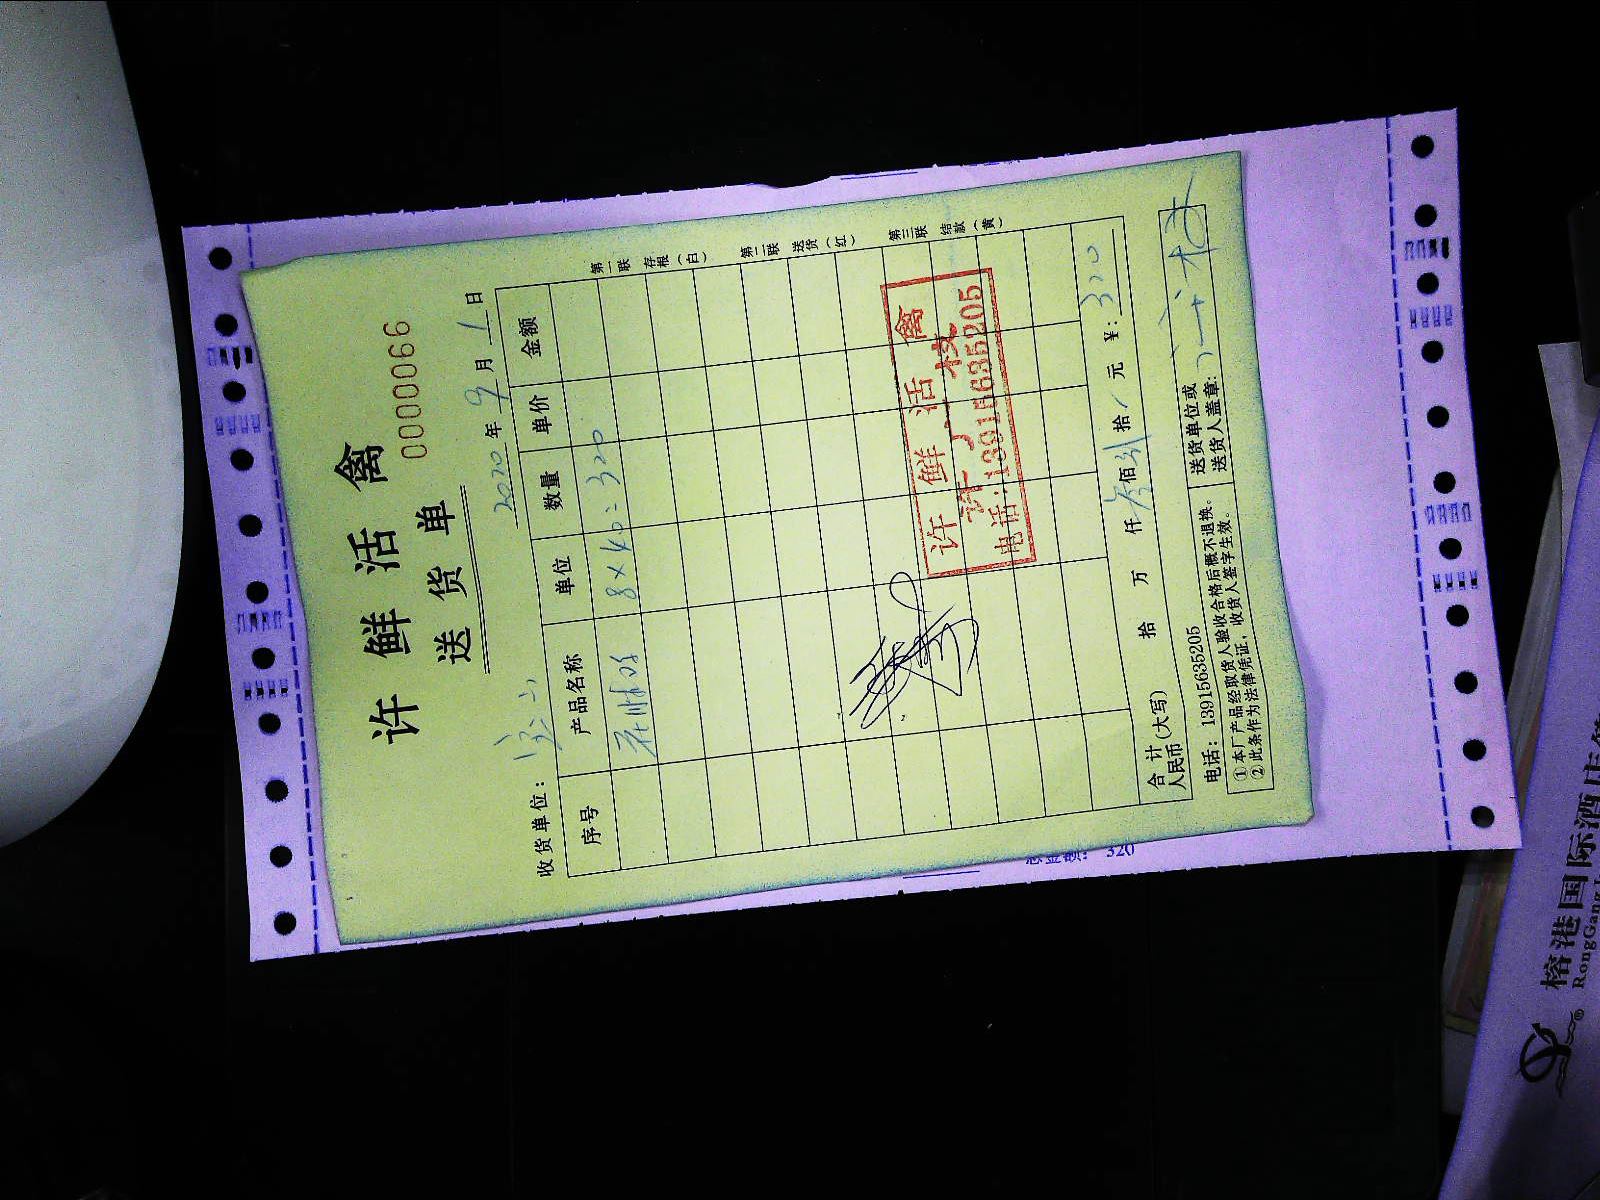 许鲜活禽
送货单
0000066
2020年9月1日
收货单位：
序号 产品名称 单位 数量 单价 金额
8×40=320
第一联 存根（白）
第二联 送货（红）
第三联 结款（黄）
许鲜活禽
电话:13915635205
合计
人民币(大写) 拾 万 仟 叁佰 拾 元 ¥:320
电话：13915635205
①本厂产品经取货人验收合格后概不退换。
②此条作为法律凭证，收货人签字生效。
送货单位或
送货人盖章:
总金额: 320
榕港国际酒店